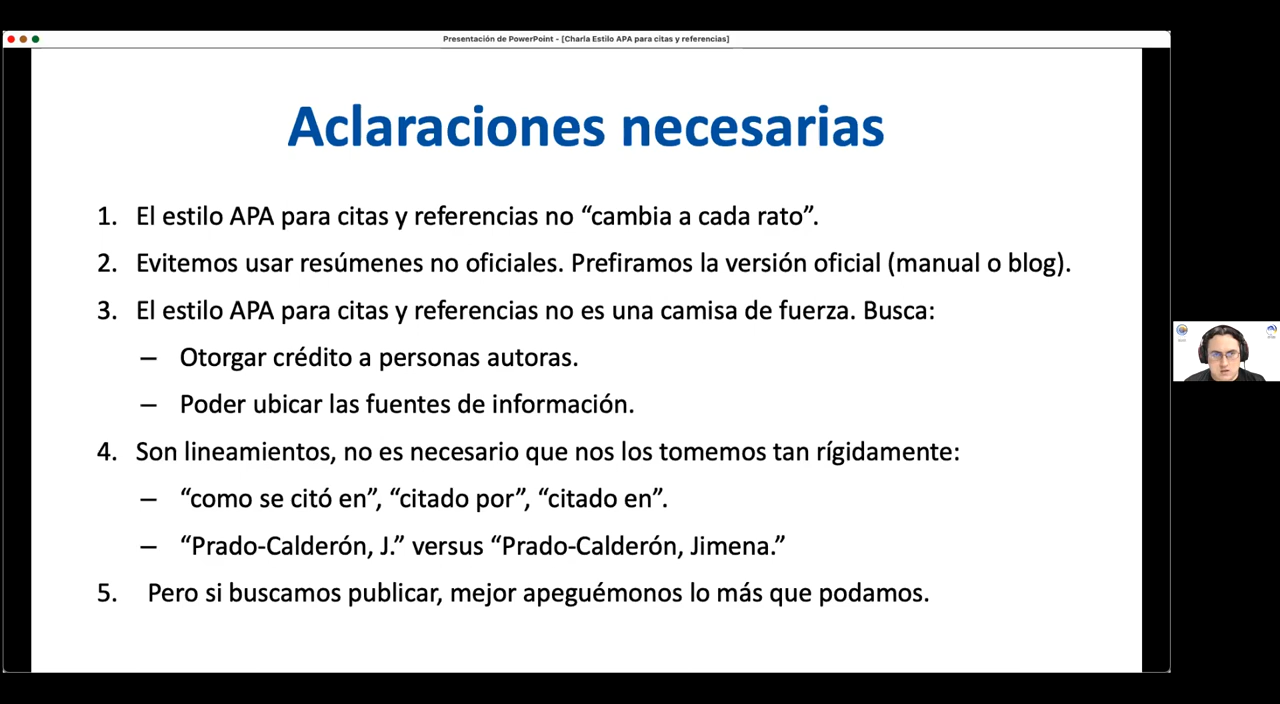 Presentación de PowerPoint - [Charla Estilo APA para citas y referencias]
Aclaraciones necesarias
1. El estilo APA para citas y referencias no “cambia a cada rato”.
2. Evitemos usar resúmenes no oficiales. Prefiramos la versión oficial (manual o blog).
3. El estilo APA para citas y referencias no es una camisa de fuerza. Busca:
– Otorgar crédito a personas autoras.
– Poder ubicar las fuentes de información.
4. Son lineamientos, no es necesario que nos los tomemos tan rígidamente:
– “como se citó en”, “citado por”, “citado en”.
– “Prado-Calderón, J.” versus “Prado-Calderón, Jimena.”
5. Pero si buscamos publicar, mejor apeguémonos lo más que podamos.